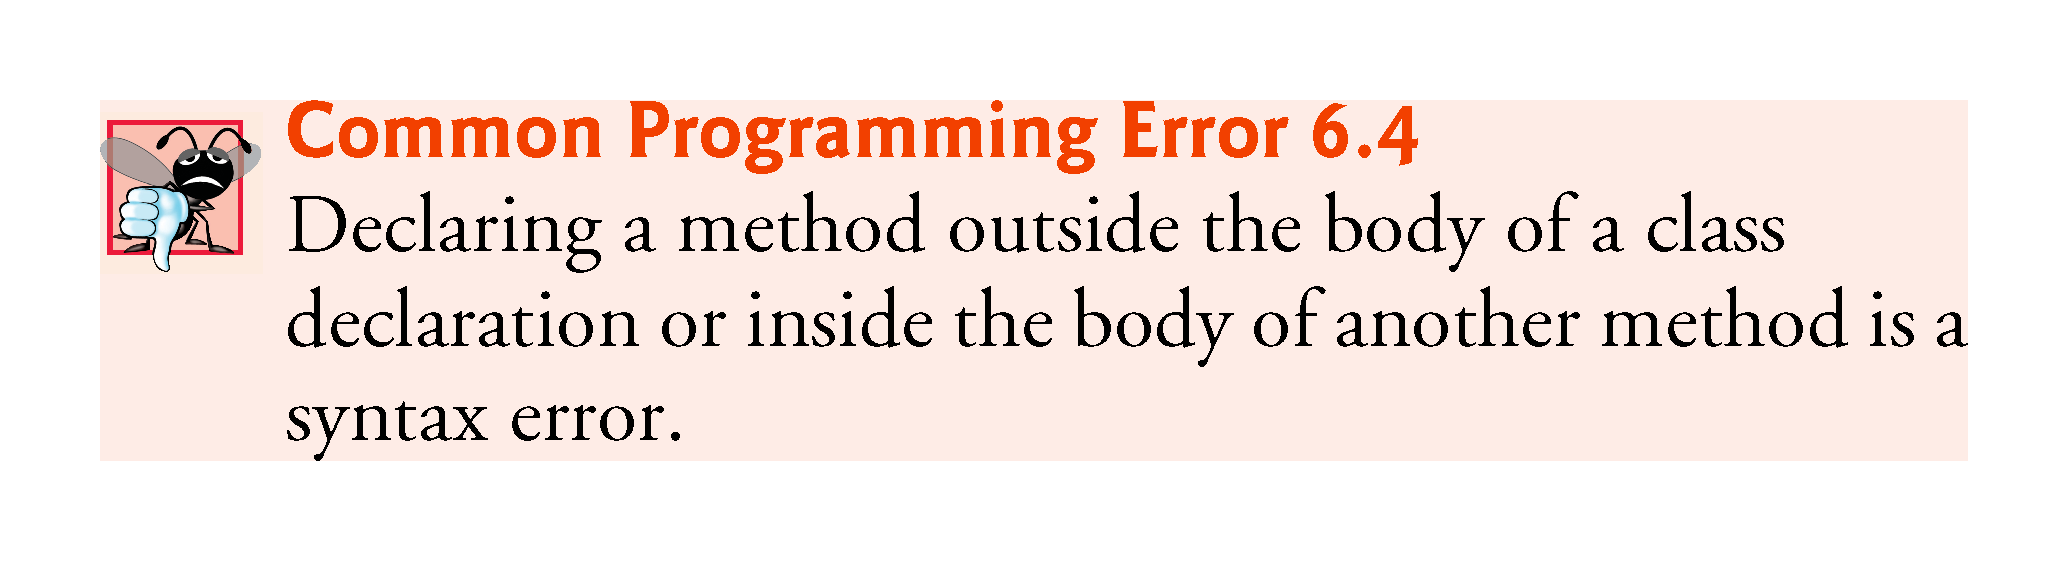 Common Programming Error 6.4
Declaring a method outside the body of a class
declaration or inside the body of another method is a
syntax error.